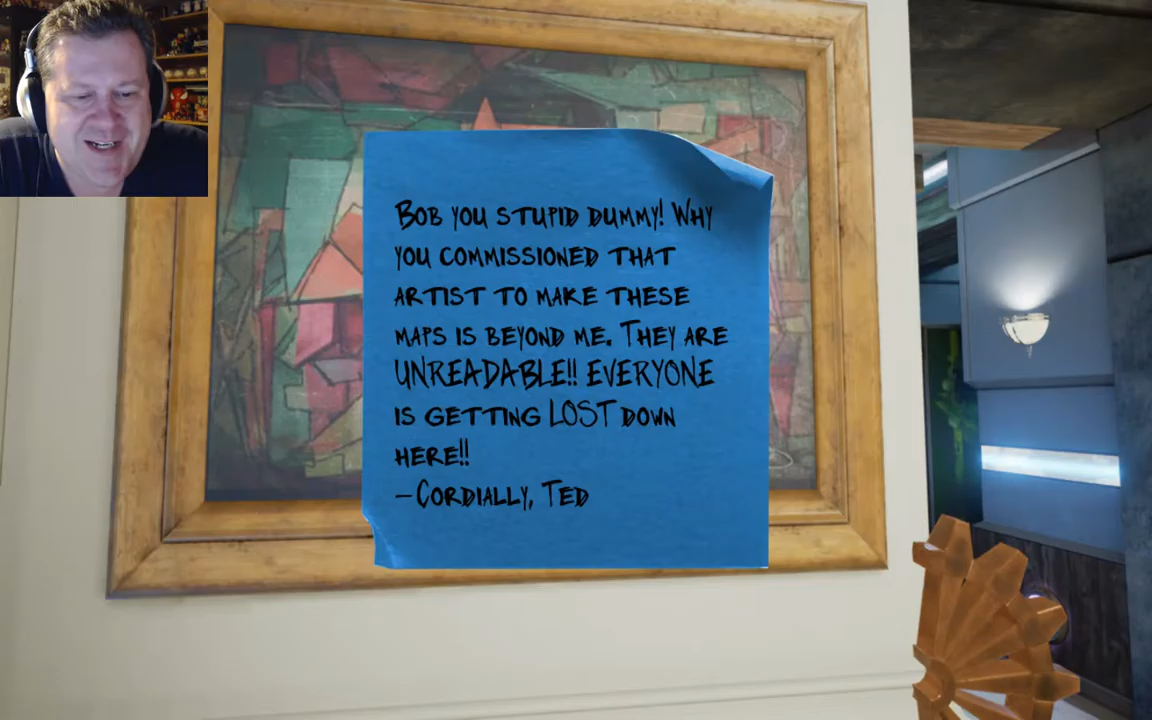 Bob you stupid dummy! Why
you commissioned that
artist to make these
maps is beyond me. They are
UNREADABLE!! EVERYONE
is getting LOST down
here!!
-Cordially, Ted